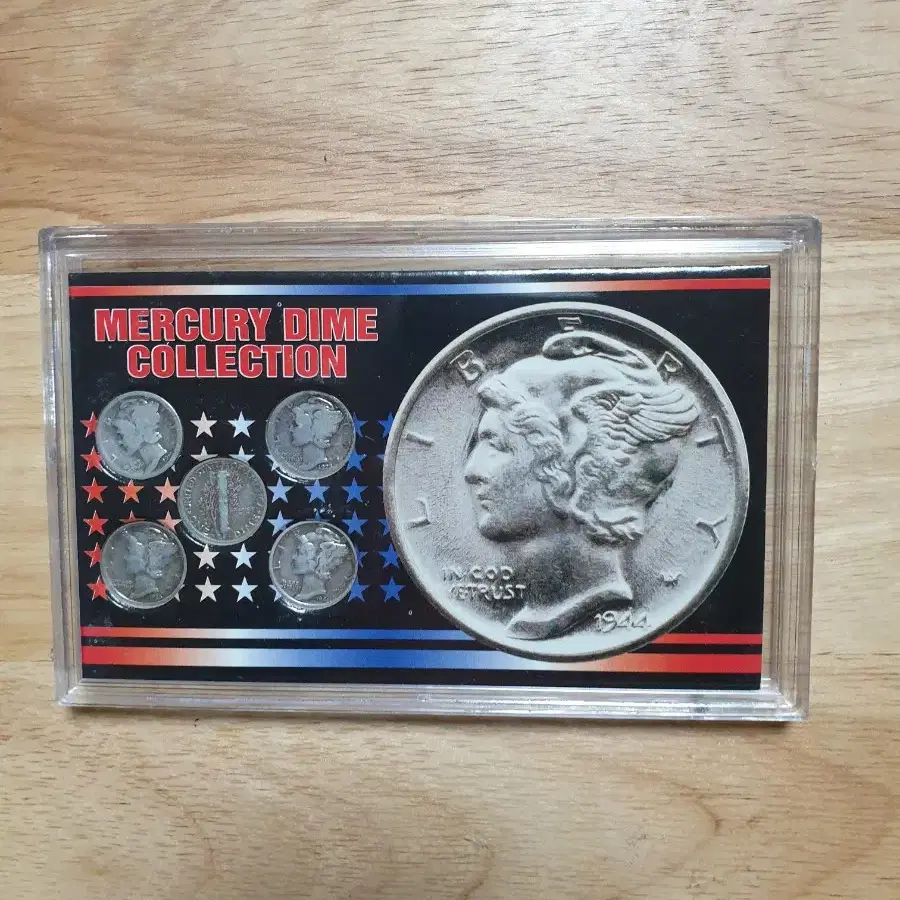 MERCURY DIME
COLLECTION
LIBERTY
IN GOD
WE TRUST
1944